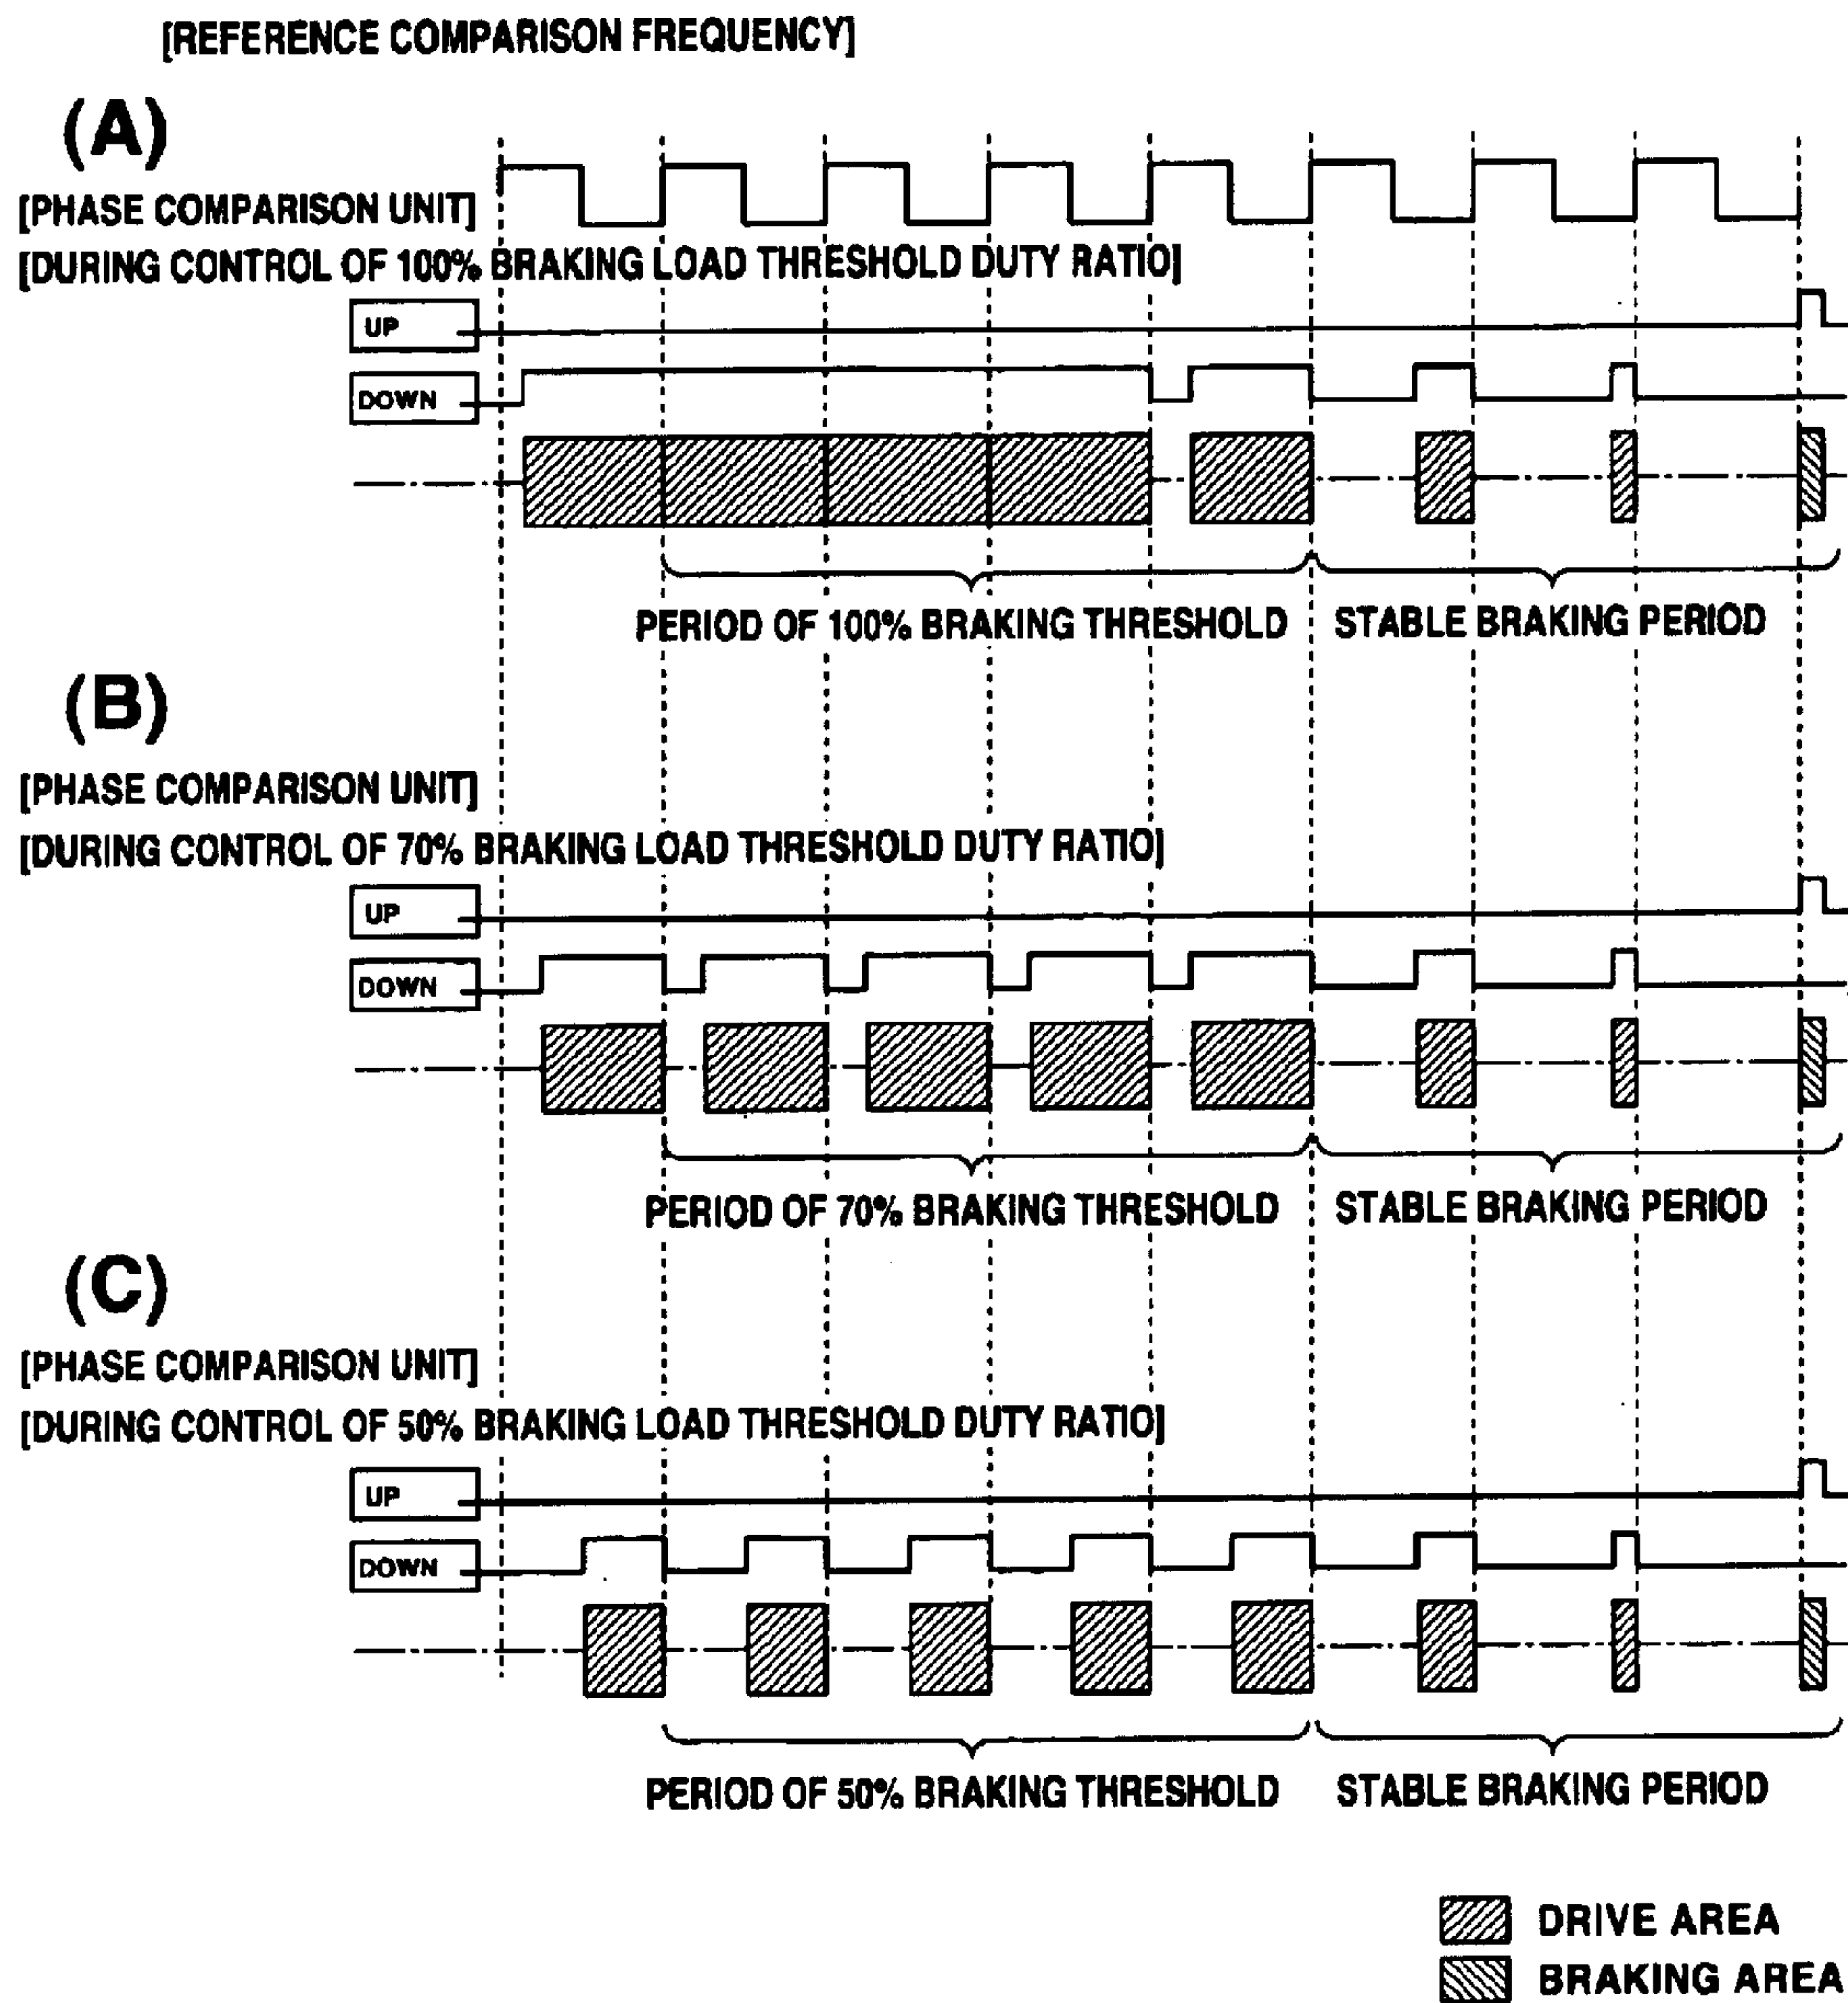 [REFERENCE COMPARISON FREQUENCY]
(A)
[PHASE COMPARISON UNIT]
[DURING CONTROL OF 100% BRAKING LOAD THRESHOLD DUTY RATIO]
UP
DOWN
PERIOD OF 100% BRAKING THRESHOLD STABLE BRAKING PERIOD
(B)
[PHASE COMPARISON UNIT]
[DURING CONTROL OF 70% BRAKING LOAD THRESHOLD DUTY RATIO]
UP
DOWN
PERIOD OF 70% BRAKING THRESHOLD STABLE BRAKING PERIOD
(C)
[PHASE COMPARISON UNIT]
[DURING CONTROL OF 50% BRAKING LOAD THRESHOLD DUTY RATIO]
UP
DOWN
PERIOD OF 50% BRAKING THRESHOLD STABLE BRAKING PERIOD
DRIVE AREA
BRAKING AREA